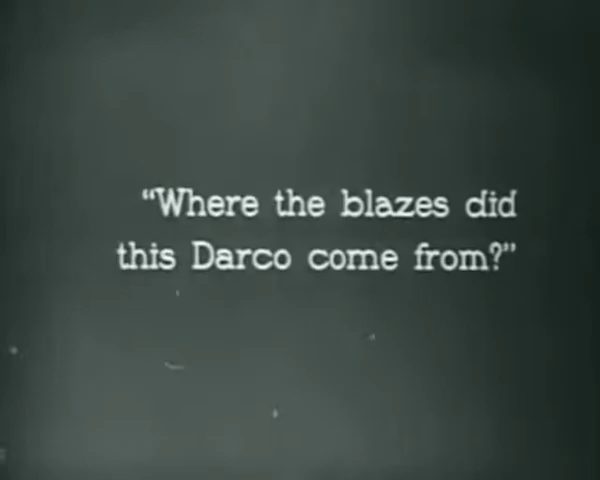 “Where the blazes did
this Darco come from?”